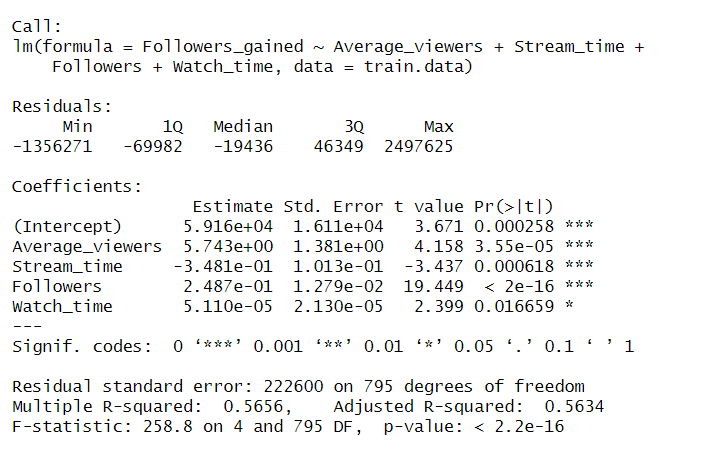 Call:
lm(formula = Followers_gained ~ Average_viewers + Stream_time +
    Followers + Watch_time, data = train.data)
Residuals:
     Min       1Q   Median       3Q      Max
-1356271   -69982   -19436    46349  2497625
Coefficients:
                  Estimate Std. Error t value Pr(>|t|)
(Intercept)      5.916e+04  1.611e+04   3.671 0.000258 ***
Average_viewers  5.743e+00  1.381e+00   4.158 3.55e-05 ***
Stream_time     -3.481e-01  1.013e-01  -3.437 0.000618 ***
Followers        2.487e-01  1.279e-02  19.449  < 2e-16 ***
Watch_time       5.110e-05  2.130e-05   2.399 0.016659 *
---
Signif. codes:  0 ‘***’ 0.001 ‘**’ 0.01 ‘*’ 0.05 ‘.’ 0.1 ‘ ’ 1
Residual standard error: 222600 on 795 degrees of freedom
Multiple R-squared:  0.5656,    Adjusted R-squared:  0.5634
F-statistic: 258.8 on 4 and 795 DF,  p-value: < 2.2e-16